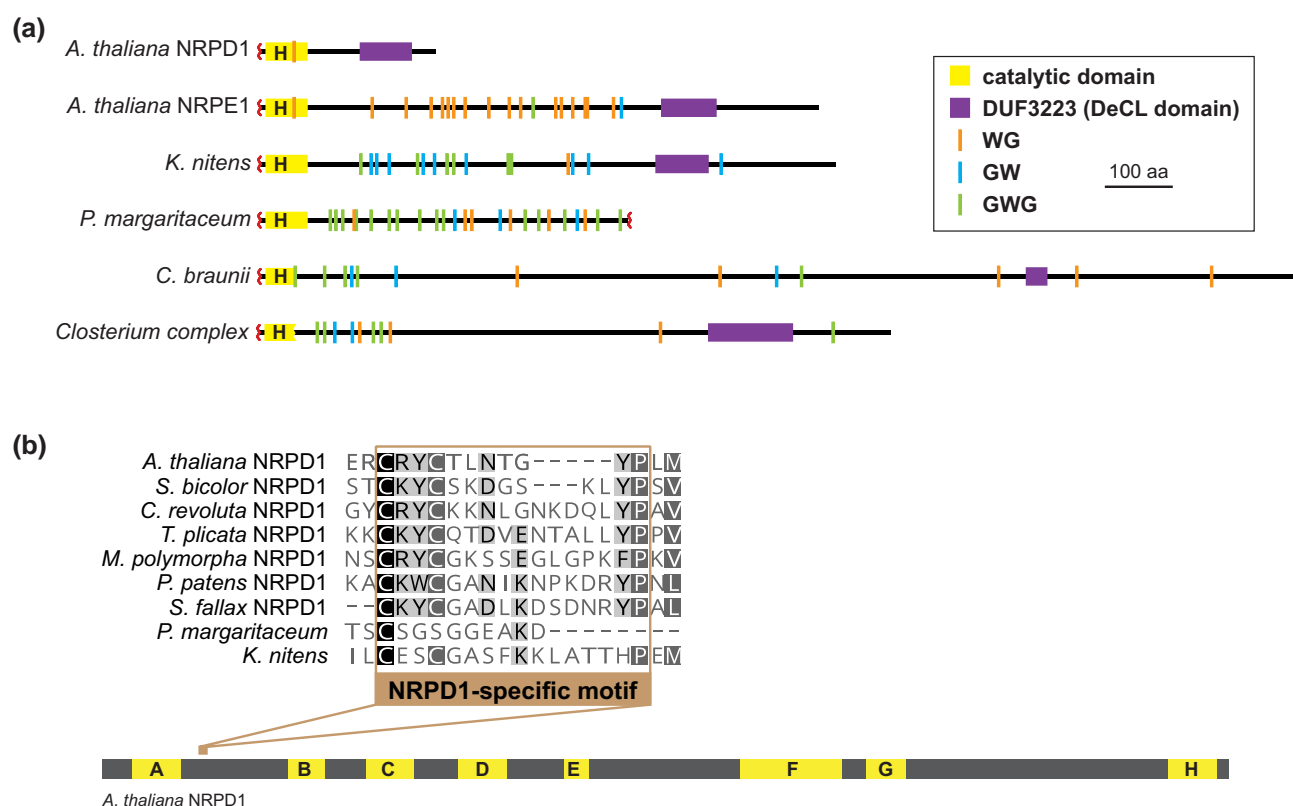 (a)
A. thaliana NRPD1 H
A. thaliana NRPE1 H
K. nitens H
P. margaritaceum H
C. braunii H
Closterium complex H
catalytic domain
DUF3223 (DeCL domain)
WG
GW
GWG
100 aa
(b)
A. thaliana NRPD1 ERCRYCTLNTG-----YPLM
S. bicolor NRPD1 STCKYCSKDGS---KLYPSV
C. revoluta NRPD1 GYCRYCKKNLGNKDQLYPAV
T. plicata NRPD1 KKCKYCQTDVENTALLYPPV
M. polymorpha NRPD1 NSCRYCGKSSEGLGPKFPKV
P. patens NRPD1 KACKWCGANIKNPKDRYPNL
S. fallax NRPD1 --CKYCGADLKDSDNRYPAL
P. margaritaceum TSCSGSGGEAKD--------
K. nitens ILCESCGASFKKLATTHPEM
NRPD1-specific motif
A B C D E F G H
A. thaliana NRPD1